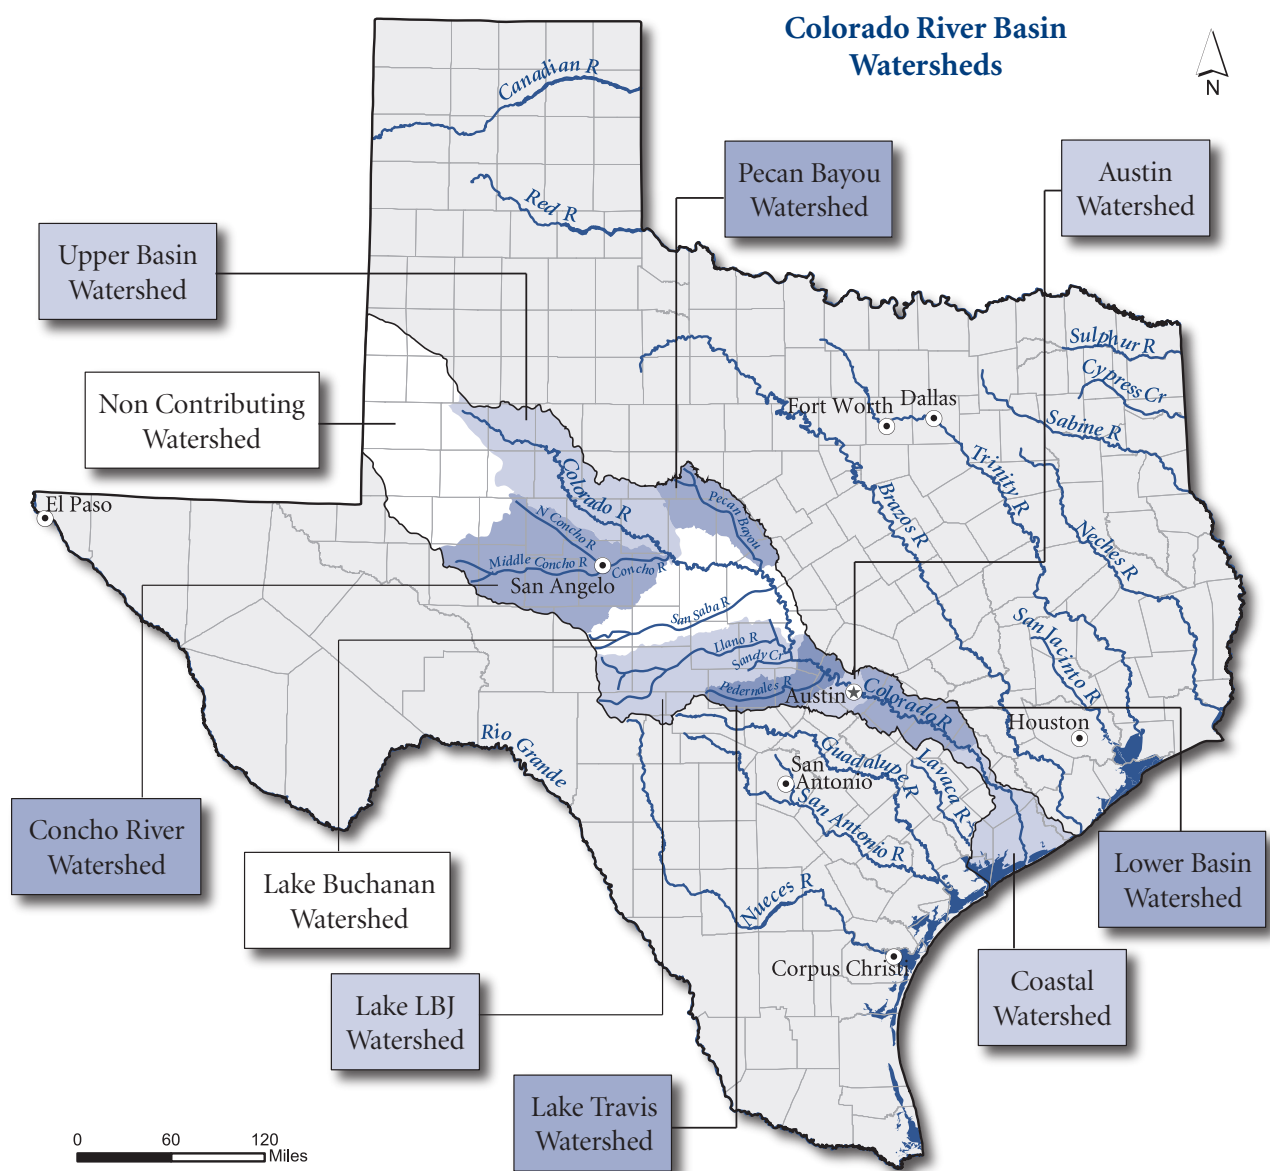 Colorado River Basin
Watersheds
N
Canadian R
Red R
Pecan Bayou
Watershed
Austin
Watershed
Upper Basin
Watershed
Non Contributing
Watershed
Sulphur R
Cypress Cr
Sabine R
Fort Worth
Dallas
Trinity R
Brazos R
Neches R
San Jacinto R
El Paso
Colorado R
Pecan Bayou
N Concho R
Middle Concho R
Concho R
San Angelo
San Saba R
Llano R
Sandy Cr
Pedernales R
Austin
Colorado R
Houston
Rio Grande
Guadalupe R
Lavaca R
San
Antonio
San Antonio R
Nueces R
Corpus Christi
Concho River
Watershed
Lake Buchanan
Watershed
Lower Basin
Watershed
Lake LBJ
Watershed
Coastal
Watershed
Lake Travis
Watershed
0 60 120
Miles